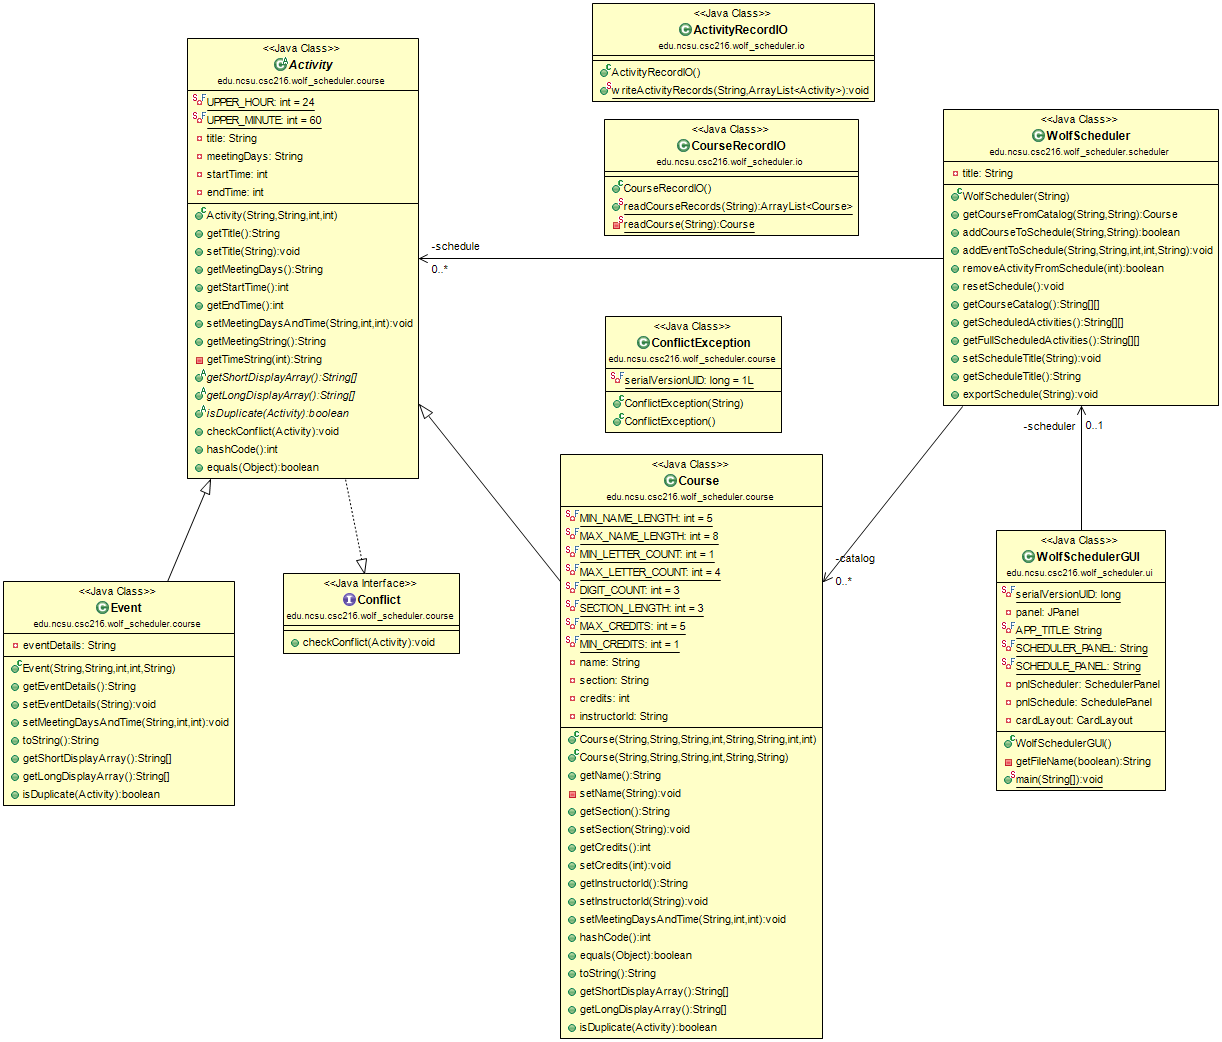 <<Java Class>>
Activity
edu.ncsu.csc216.wolf_scheduler.course
UPPER_HOUR: int = 24
UPPER_MINUTE: int = 60
title: String
meetingDays: String
startTime: int
endTime: int
Activity(String,String,int,int)
getTitle():String
setTitle(String):void
getMeetingDays():String
getStartTime():int
getEndTime():int
setMeetingDaysAndTime(String,int,int):void
getMeetingString():String
getTimeString(int):String
getShortDisplayArray():String[]
getLongDisplayArray():String[]
isDuplicate(Activity):boolean
checkConflict(Activity):void
hashCode():int
equals(Object):boolean
<<Java Class>>
ActivityRecordIO
edu.ncsu.csc216.wolf_scheduler.io
ActivityRecordIO()
writeActivityRecords(String,ArrayList<Activity>):void
<<Java Class>>
CourseRecordIO
edu.ncsu.csc216.wolf_scheduler.io
CourseRecordIO()
readCourseRecords(String):ArrayList<Course>
readCourse(String):Course
-schedule
0..*
<<Java Class>>
WolfScheduler
edu.ncsu.csc216.wolf_scheduler.scheduler
title: String
WolfScheduler(String)
getCourseFromCatalog(String,String):Course
addCourseToSchedule(String,String):boolean
addEventToSchedule(String,String,int,int,String):void
removeActivityFromSchedule(int):boolean
resetSchedule():void
getCourseCatalog():String[][]
getScheduledActivities():String[][]
getFullScheduledActivities():String[][]
setScheduleTitle(String):void
getScheduleTitle():String
exportSchedule(String):void
<<Java Class>>
ConflictException
edu.ncsu.csc216.wolf_scheduler.course
serialVersionUID: long = 1L
ConflictException(String)
ConflictException()
-scheduler
0..1
<<Java Class>>
Course
edu.ncsu.csc216.wolf_scheduler.course
MIN_NAME_LENGTH: int = 5
MAX_NAME_LENGTH: int = 8
MIN_LETTER_COUNT: int = 1
MAX_LETTER_COUNT: int = 4
DIGIT_COUNT: int = 3
SECTION_LENGTH: int = 3
MAX_CREDITS: int = 5
MIN_CREDITS: int = 1
name: String
section: String
credits: int
instructorId: String
Course(String,String,String,int,String,String,int,int)
Course(String,String,String,int,String,String)
getName():String
setName(String):void
getSection():String
setSection(String):void
getCredits():int
setCredits(int):void
getInstructorId():String
setInstructorId(String):void
setMeetingDaysAndTime(String,int,int):void
hashCode():int
equals(Object):boolean
toString():String
getShortDisplayArray():String[]
getLongDisplayArray():String[]
isDuplicate(Activity):boolean
-catalog
0..*
<<Java Class>>
WolfSchedulerGUI
edu.ncsu.csc216.wolf_scheduler.ui
serialVersionUID: long
panel: JPanel
APP_TITLE: String
SCHEDULER_PANEL: String
SCHEDULE_PANEL: String
pnlScheduler: SchedulerPanel
pnlSchedule: SchedulePanel
cardLayout: CardLayout
WolfSchedulerGUI()
getFileName(boolean):String
main(String[]):void
<<Java Class>>
Event
edu.ncsu.csc216.wolf_scheduler.course
eventDetails: String
Event(String,String,int,int,String)
getEventDetails():String
setEventDetails(String):void
setMeetingDaysAndTime(String,int,int):void
toString():String
getShortDisplayArray():String[]
getLongDisplayArray():String[]
isDuplicate(Activity):boolean
<<Java Interface>>
Conflict
edu.ncsu.csc216.wolf_scheduler.course
checkConflict(Activity):void